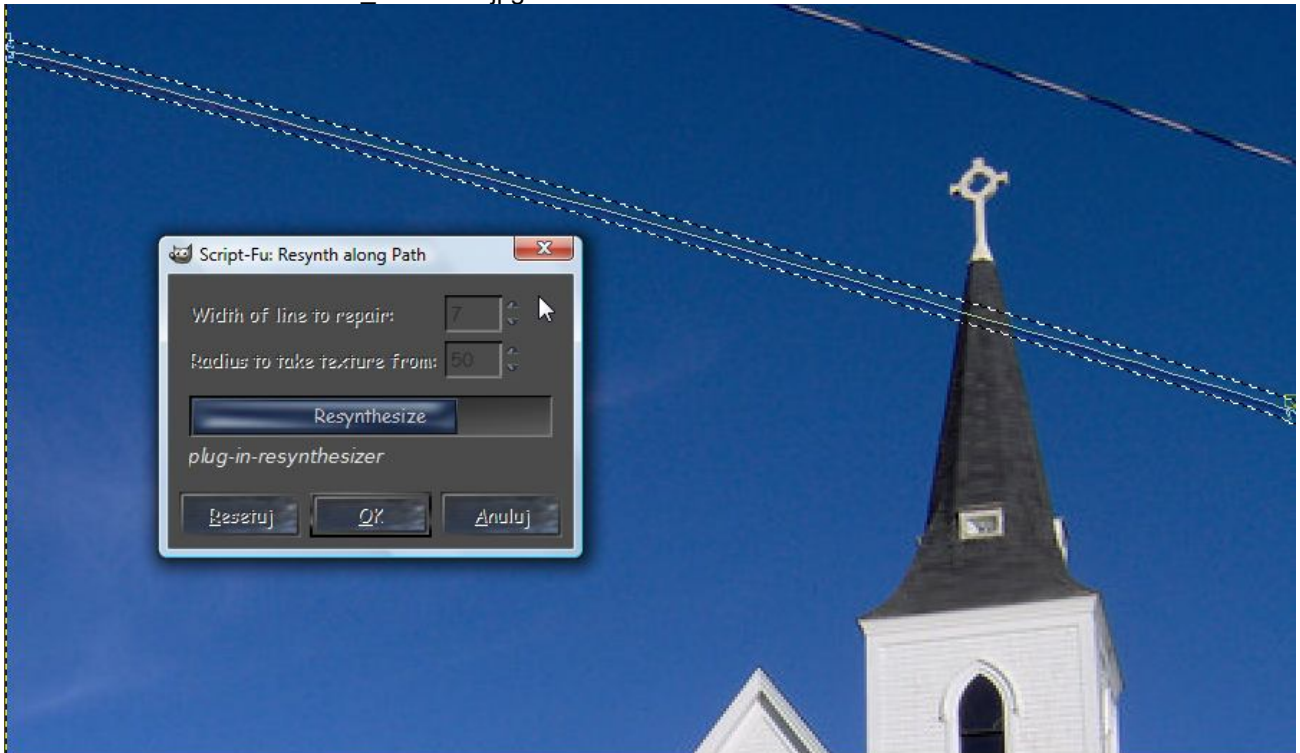 Script-Fu: Resynth along Path
Width of line to repair: 7
Radius to take texture from: 50
Resynthesize
plug-in-resynthesizer
Resetuj OK Anuluj